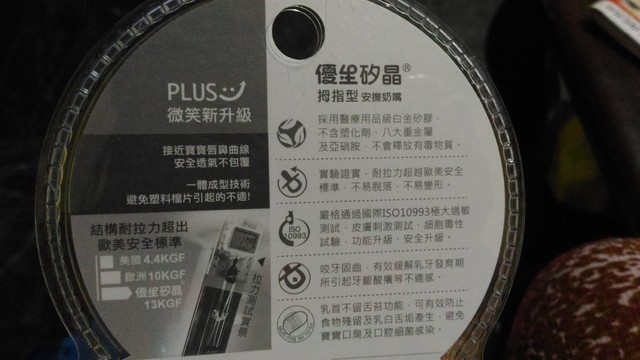 PLUS
微笑新升級
接近寶寶唇鼻曲線
安全透氣不包覆
一體成型技術
避免塑料檔片引起的不適!
結構耐拉力超出
歐美安全標準
美國 4.4KGF
歐洲 10KGF
優生矽晶
13KGF
拉力測試實景
優生矽晶®
拇指型 安撫奶嘴
採用醫療用品級白金矽膠，
不含塑化劑、八大重金屬
及亞硝胺，不會釋放有毒物質。
實驗證實，耐拉力超越歐美安全
標準，不易脫落，不易變形。
ISO
10993
嚴格通過國際ISO10993極大過敏
測試、皮膚刺激測試、細胞毒性
試驗，功能升級，安全升級。
咬牙固齒，有效緩解乳牙發育期
所引起牙齦酸癢等不適感。
乳首不留舌苔功能，可有效防止
食物殘留及乳白舌垢產生，避免
寶寶口臭及口腔細菌感染。